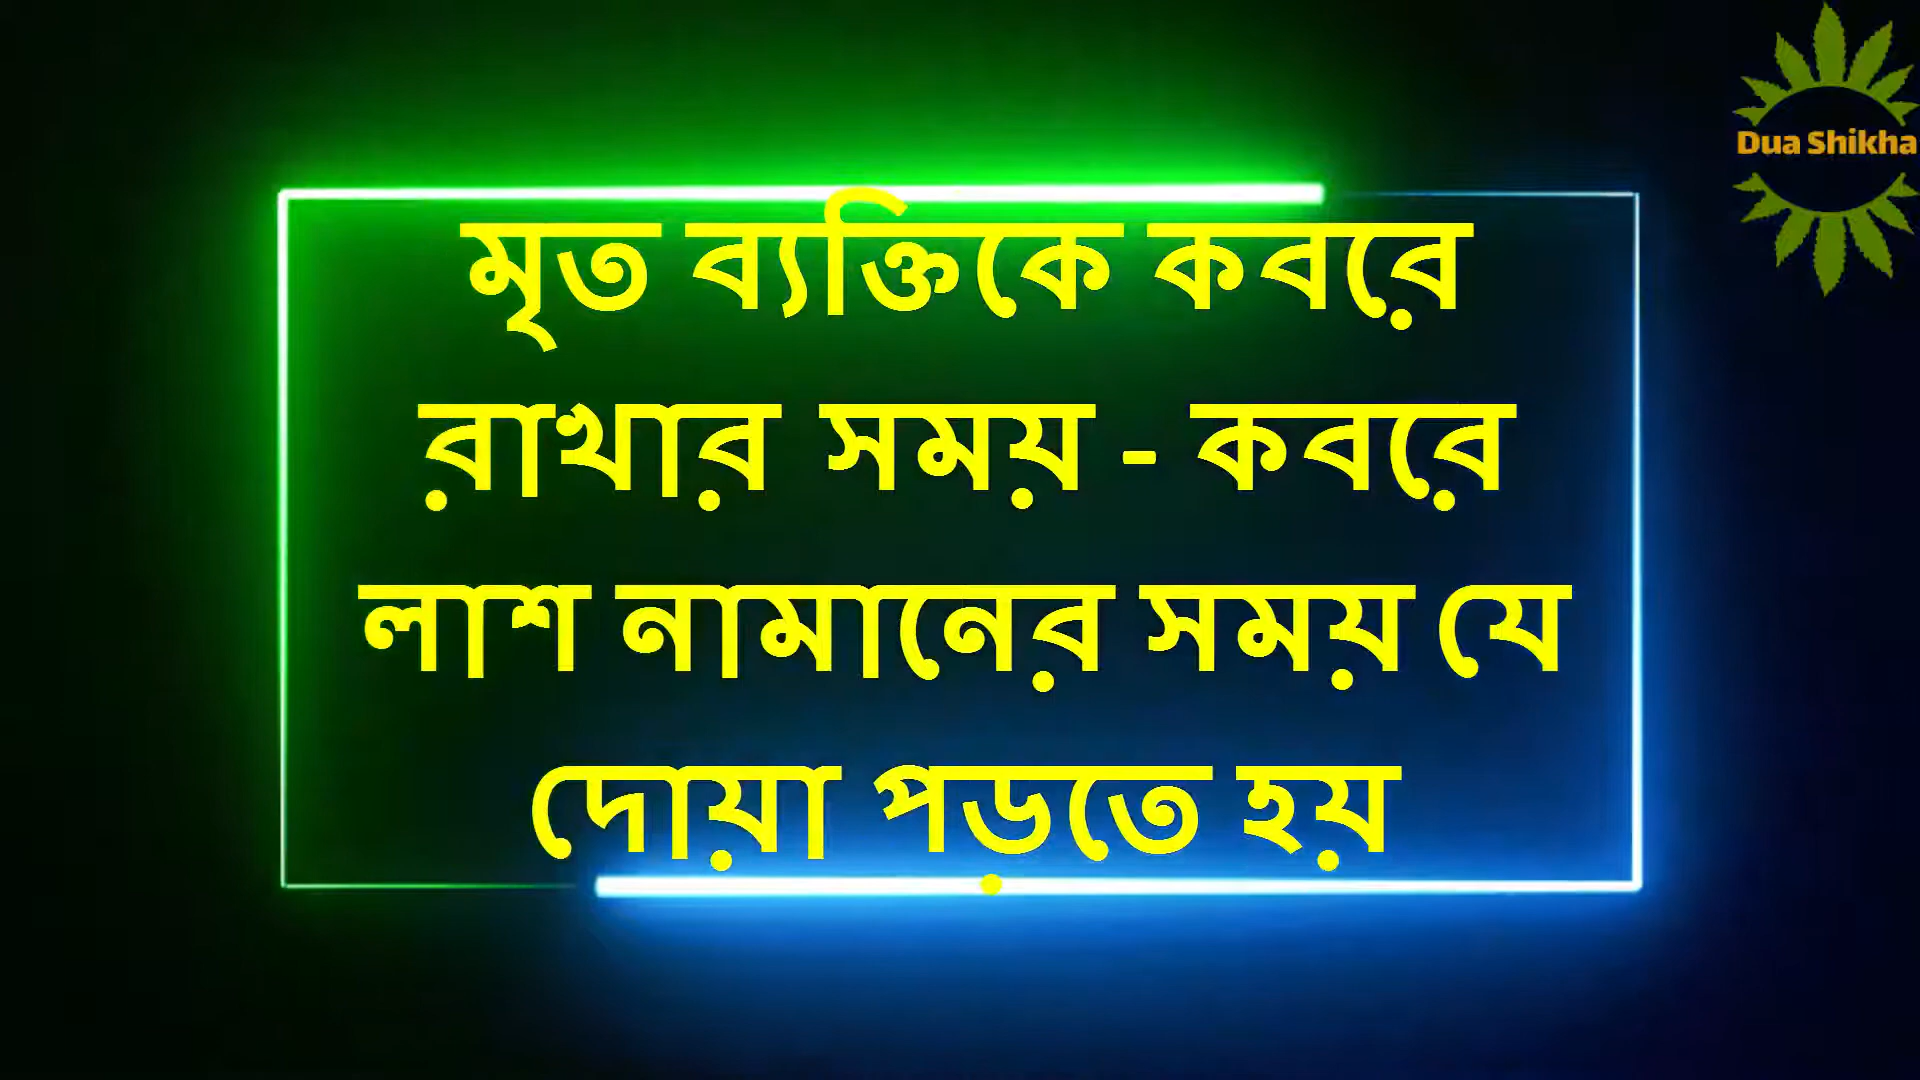 Dua Shikha
মৃত ব্যক্তিকে কবরে
রাখার সময় - কবরে
লাশ নামানের সময় যে
দোয়া পড়তে হয়